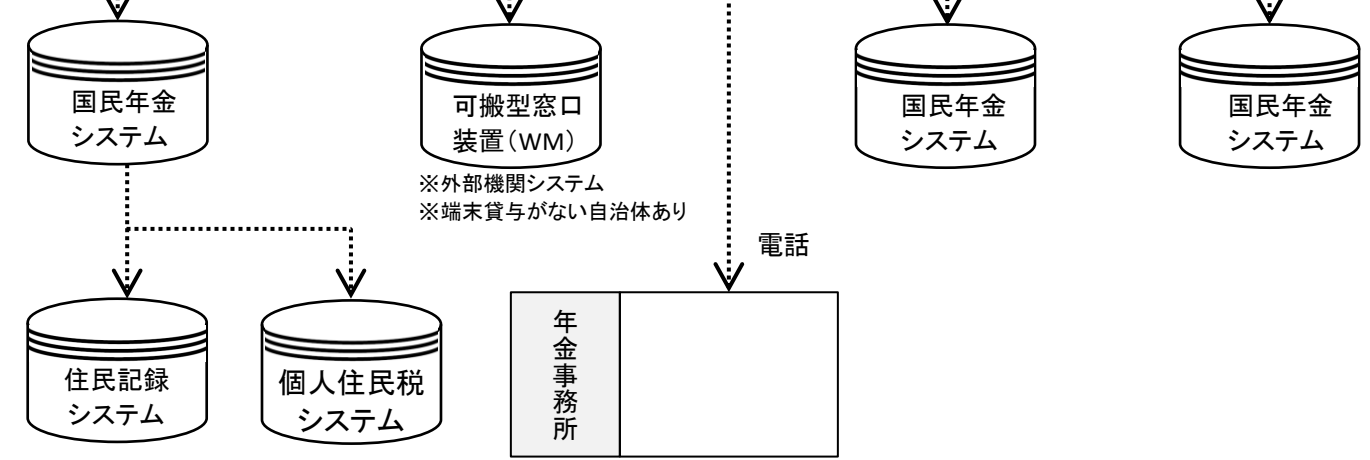 国民年金
システム
可搬型窓口
装置（WM）
※外部機関システム
※端末貸与がない自治体あり
国民年金
システム
国民年金
システム
電話
住民記録
システム
個人住民税
システム
年金事務所